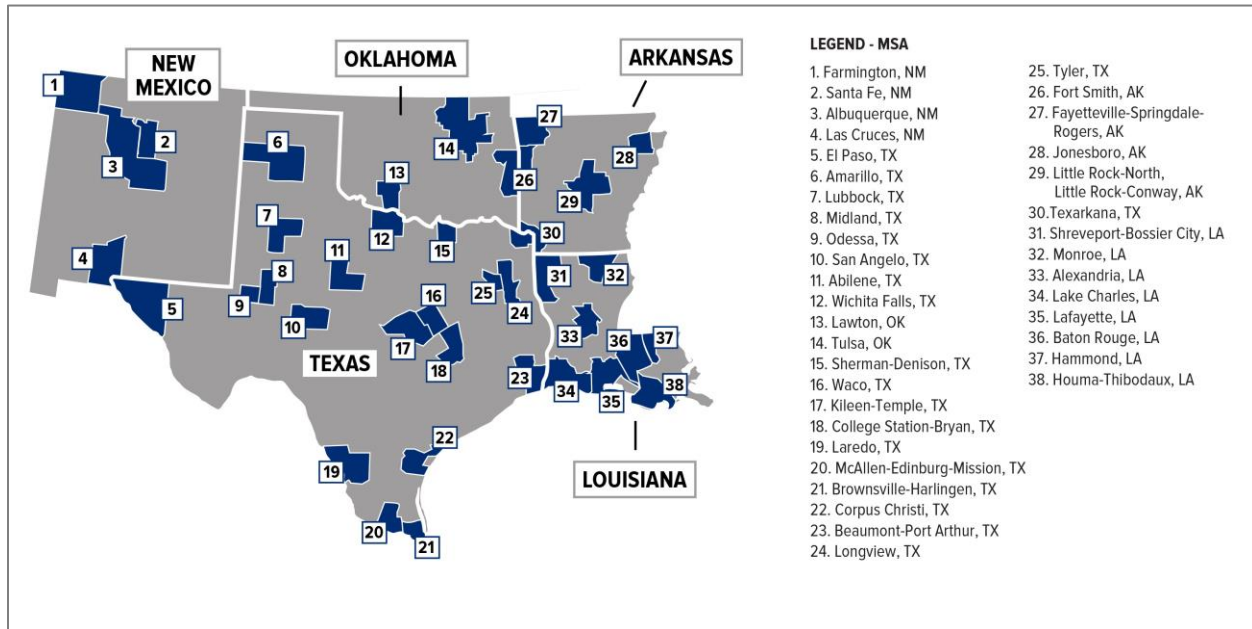 NEW
MEXICO
OKLAHOMA
ARKANSAS
1
2
3
4
5
6
7
8
9
10
11
12
13
14
15
16
17
18
19
20
21
22
23
24
25
26
27
28
29
30
31
32
33
34
35
36
37
38
TEXAS
LOUISIANA
LEGEND - MSA
1. Farmington, NM
2. Santa Fe, NM
3. Albuquerque, NM
4. Las Cruces, NM
5. El Paso, TX
6. Amarillo, TX
7. Lubbock, TX
8. Midland, TX
9. Odessa, TX
10. San Angelo, TX
11. Abilene, TX
12. Wichita Falls, TX
13. Lawton, OK
14. Tulsa, OK
15. Sherman-Denison, TX
16. Waco, TX
17. Kileen-Temple, TX
18. College Station-Bryan, TX
19. Laredo, TX
20. McAllen-Edinburg-Mission, TX
21. Brownsville-Harlingen, TX
22. Corpus Christi, TX
23. Beaumont-Port Arthur, TX
24. Longview, TX
25. Tyler, TX
26. Fort Smith, AK
27. Fayetteville-Springdale-
Rogers, AK
28. Jonesboro, AK
29. Little Rock-North,
Little Rock-Conway, AK
30.Texarkana, TX
31. Shreveport-Bossier City, LA
32. Monroe, LA
33. Alexandria, LA
34. Lake Charles, LA
35. Lafayette, LA
36. Baton Rouge, LA
37. Hammond, LA
38. Houma-Thibodaux, LA